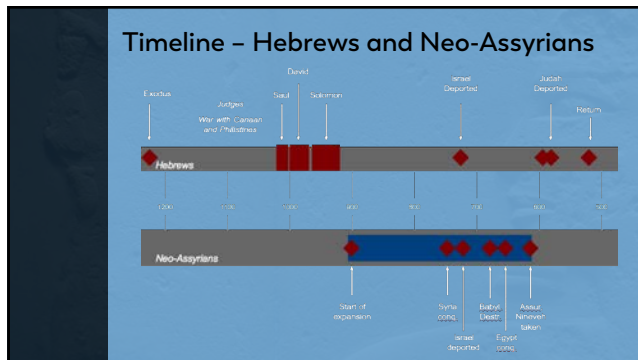 Timeline – Hebrews and Neo-Assyrians
David
Exodus
Judges
Saul
Solomon
Israel
Deported
Judah
Deported
War with Canaan
and Philistines
Return
Hebrews
1200
1100
1000
900
700
600
500
Neo-Assyrians
Start of
expansion
Syria
conq.
Israel
deported
Babyl.
Destr.
Egypt
conq.
Assur,
Nineveh
taken